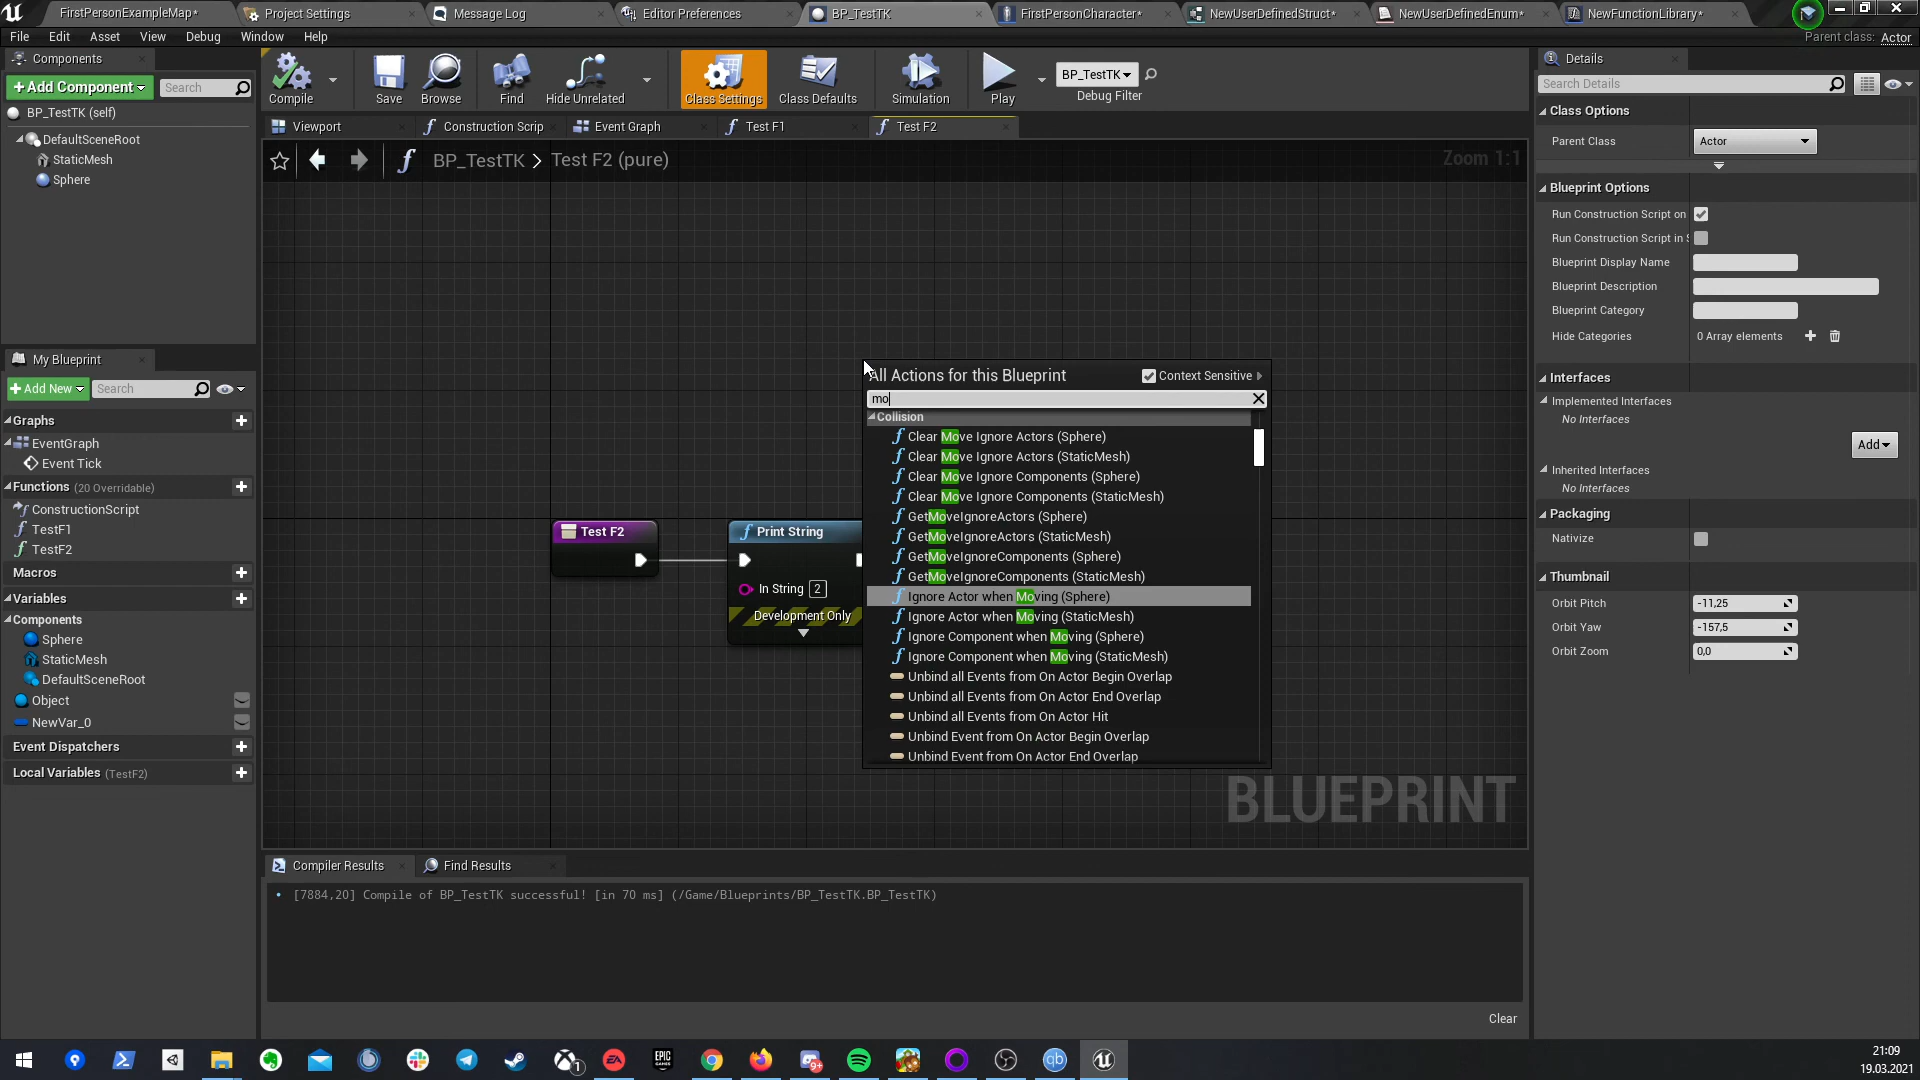 FirstPersonExampleMap*
Project Settings
Message Log
Editor Preferences
BP_TestTK
FirstPersonCharacter*
NewUserDefinedStruct*
NewUserDefinedEnum*
NewFunctionLibrary*
File
Edit
Asset
View
Debug
Window
Help
Parent class: Actor
Components
+Add Component
Search
BP_TestTK (self)
DefaultSceneRoot
StaticMesh
Sphere
Compile
Save
Browse
Find
Hide Unrelated
Class Settings
Class Defaults
Simulation
Play
BP_TestTK
Debug Filter
Viewport
Construction Scrip
Event Graph
Test F1
Test F2
BP_TestTK > Test F2 (pure)
Zoom 1:1
My Blueprint
+Add New
Search
Graphs
EventGraph
Event Tick
Functions (20 Overridable)
ConstructionScript
TestF1
TestF2
Macros
Variables
Components
Sphere
StaticMesh
DefaultSceneRoot
Object
NewVar_0
Event Dispatchers
Local Variables (TestF2)
Test F2
Print String
In String 2
Development Only
All Actions for this Blueprint
Context Sensitive
mo
Collision
Clear Move Ignore Actors (Sphere)
Clear Move Ignore Actors (StaticMesh)
Clear Move Ignore Components (Sphere)
Clear Move Ignore Components (StaticMesh)
GetMoveIgnoreActors (Sphere)
GetMoveIgnoreActors (StaticMesh)
GetMoveIgnoreComponents (Sphere)
GetMoveIgnoreComponents (StaticMesh)
Ignore Actor when Moving (Sphere)
Ignore Actor when Moving (StaticMesh)
Ignore Component when Moving (Sphere)
Ignore Component when Moving (StaticMesh)
Unbind all Events from On Actor Begin Overlap
Unbind all Events from On Actor End Overlap
Unbind all Events from On Actor Hit
Unbind Event from On Actor Begin Overlap
Unbind Event from On Actor End Overlap
BLUEPRINT
Compiler Results
Find Results
[7884,20] Compile of BP_TestTK successful! [in 70 ms] (/Game/Blueprints/BP_TestTK.BP_TestTK)
Clear
Details
Search Details
Class Options
Parent Class
Actor
Blueprint Options
Run Construction Script on
Run Construction Script in S
Blueprint Display Name
Blueprint Description
Blueprint Category
Hide Categories
0 Array elements
Interfaces
Implemented Interfaces
No Interfaces
Add
Inherited Interfaces
No Interfaces
Packaging
Nativize
Thumbnail
Orbit Pitch
-11,25
Orbit Yaw
-157,5
Orbit Zoom
0,0
1
EA
EPIC GAMES
9+
qb
21:09
19.03.2021